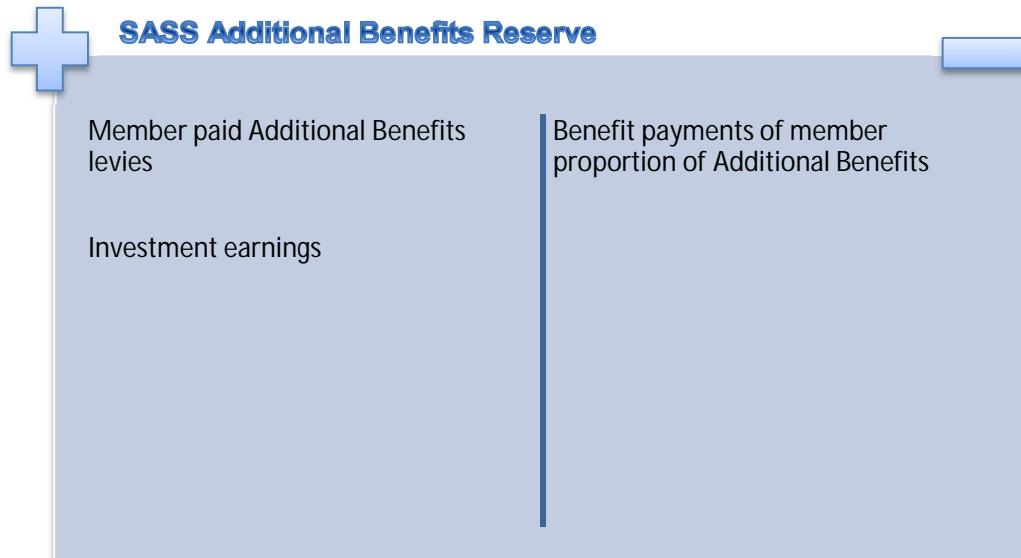 SASS Additional Benefits Reserve
Member paid Additional Benefits
levies
Investment earnings
Benefit payments of member
proportion of Additional Benefits